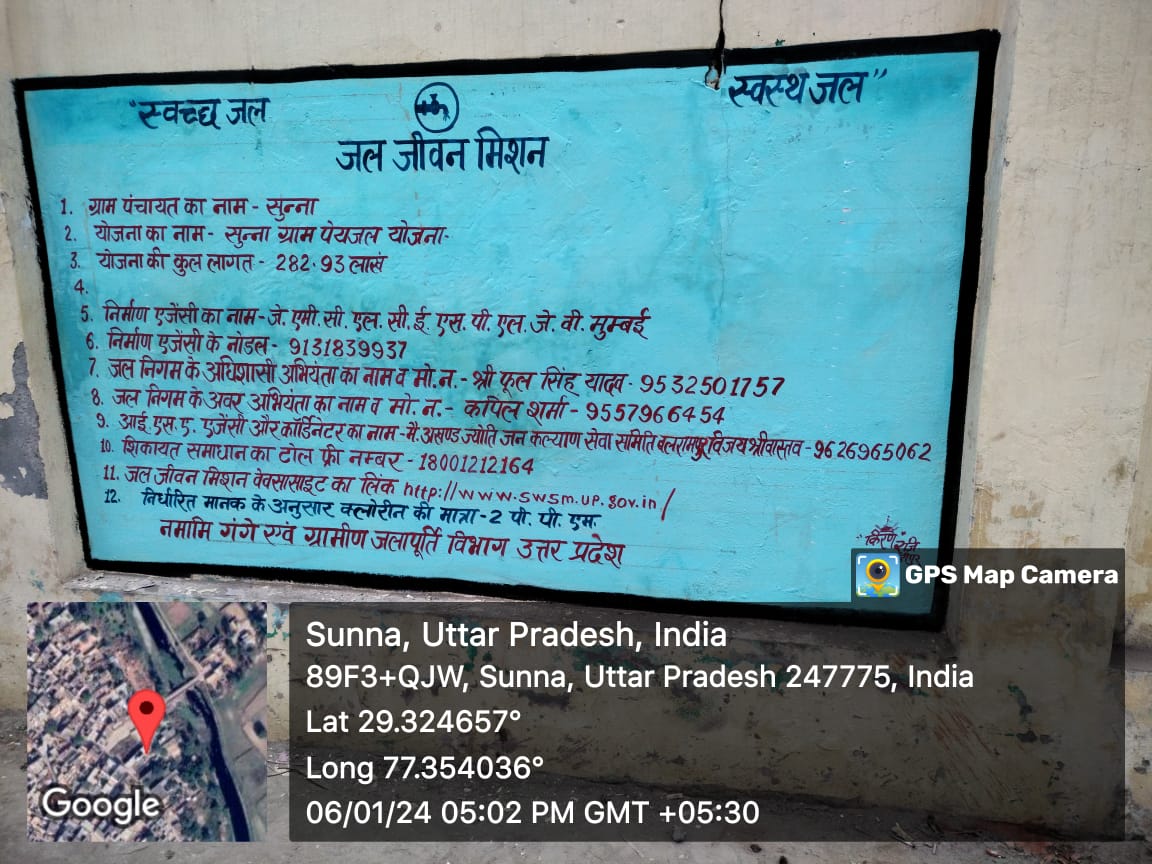 "स्वच्छ जल
स्वस्थ जल"
जल जीवन मिशन
1. ग्राम पंचायत का नाम - सुन्ना
2. योजना का नाम - सुन्ना ग्राम पेयजल योजना-
3. योजना की कुल लागत - 282.93 लाख
4.
5. निर्माण एजेंसी का नाम - जे. एमी. सी. एल. सी. ई. एस. पी. एल. जे. वी. मुम्बई
6. निर्माण एजेंसी के नोडल - 9131839937
7. जल निगम के अधिशासी अभियंता का नाम व मो.न. - श्री फूल सिंह यादव - 9532501757
8. जल निगम के अवर अभियंता का नाम व मो.न. - कपिल शर्मा - 9557966454
9. आई.एस.ए. एजेंसी और कॉर्डिनेटर का नाम - मै. अखण्ड ज्योति जन कल्याण सेवा समिति बलरामपुर विजय श्रीवास्तव - 9626965062
10. शिकायत समाधान का टोल फ्री नम्बर - 18001212164
11. जल जीवन मिशन वेवसासाइट का लिंक http://www.swsm.up.gov.in/
12. निर्धारित मानक के अनुसार क्लोरीन की मात्रा - 2 पी. पी. एम.
नमामि गंगे एवं ग्रामीण जलापूर्ति विभाग उत्तर प्रदेश
"किरण"
GPS Map Camera
Sunna, Uttar Pradesh, India
89F3+QJW, Sunna, Uttar Pradesh 247775, India
Lat 29.324657°
Long 77.354036°
06/01/24 05:02 PM GMT +05:30
Google